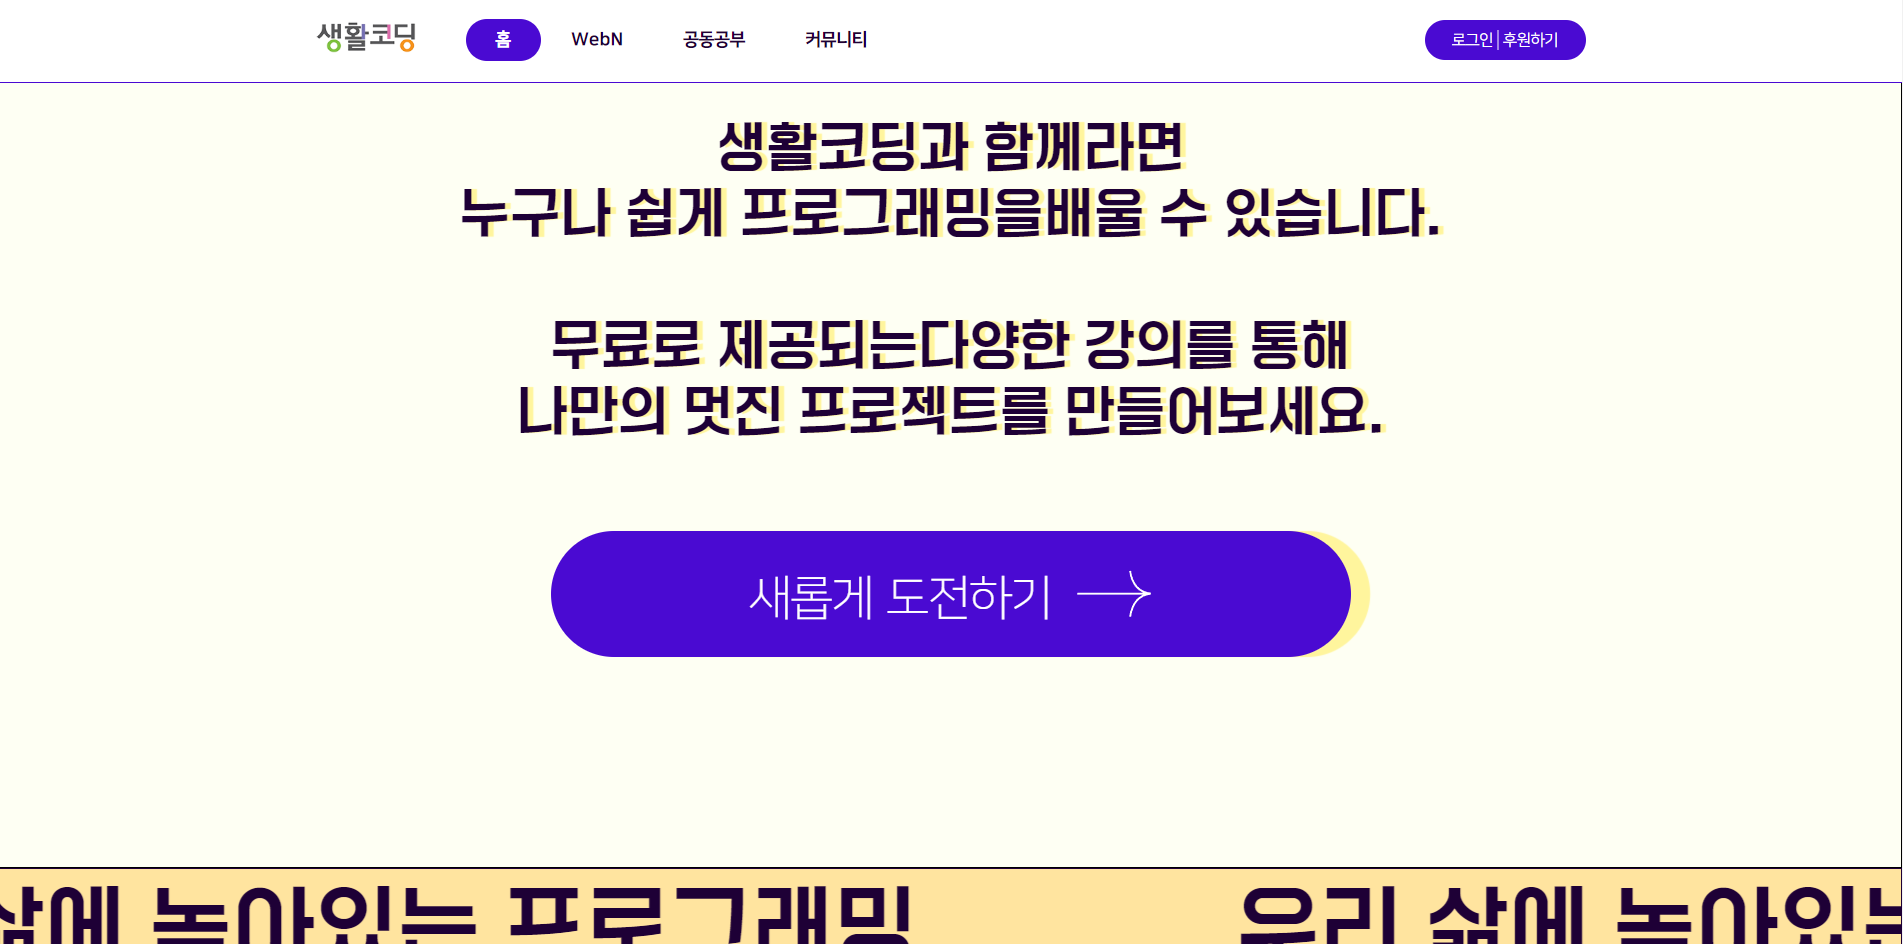 생활코딩
홈
WebN
공동공부
커뮤니티
로그인 | 후원하기
생활코딩과 함께라면
누구나 쉽게 프로그래밍을배울 수 있습니다.
무료로 제공되는다양한 강의를 통해
나만의 멋진 프로젝트를 만들어보세요.
새롭게 도전하기
삶에 녹아있는 프로그래밍
우리 삶에 녹아있는